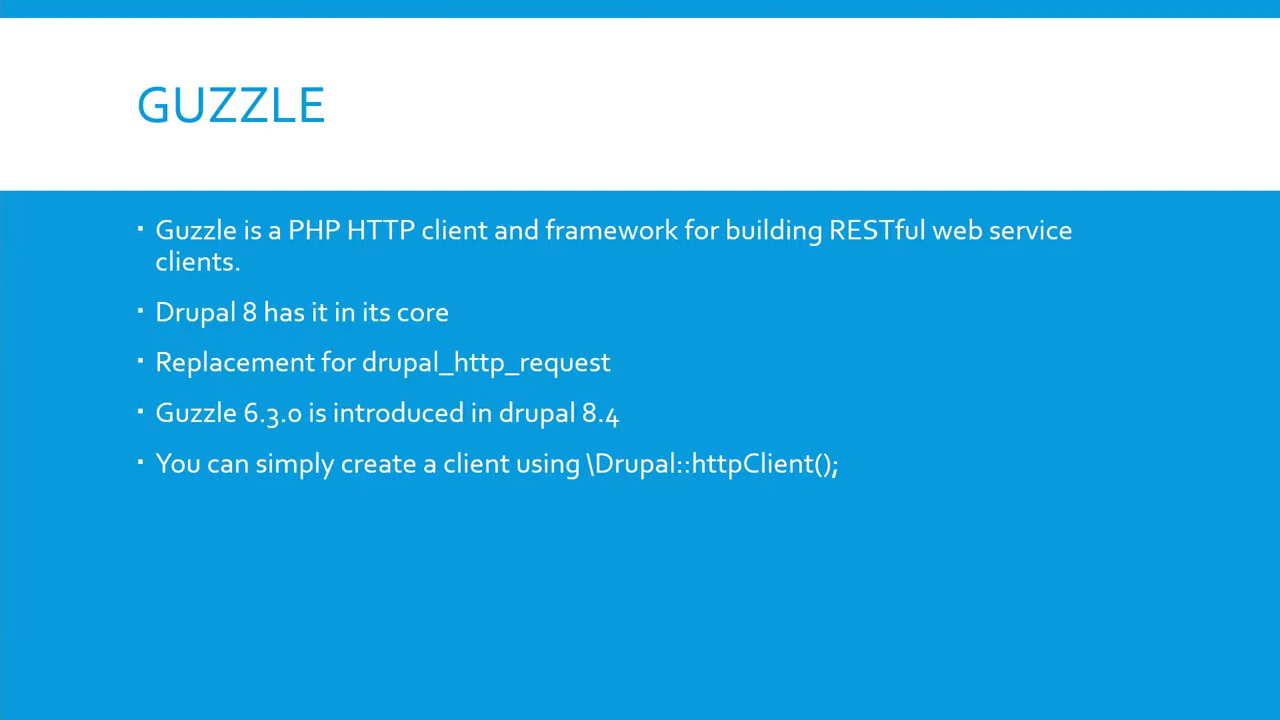 GUZZLE
▪ Guzzle is a PHP HTTP client and framework for building RESTful web service
clients.
▪ Drupal 8 has it in its core
▪ Replacement for drupal_http_request
▪ Guzzle 6.3.0 is introduced in drupal 8.4
▪ You can simply create a client using \Drupal::httpClient();